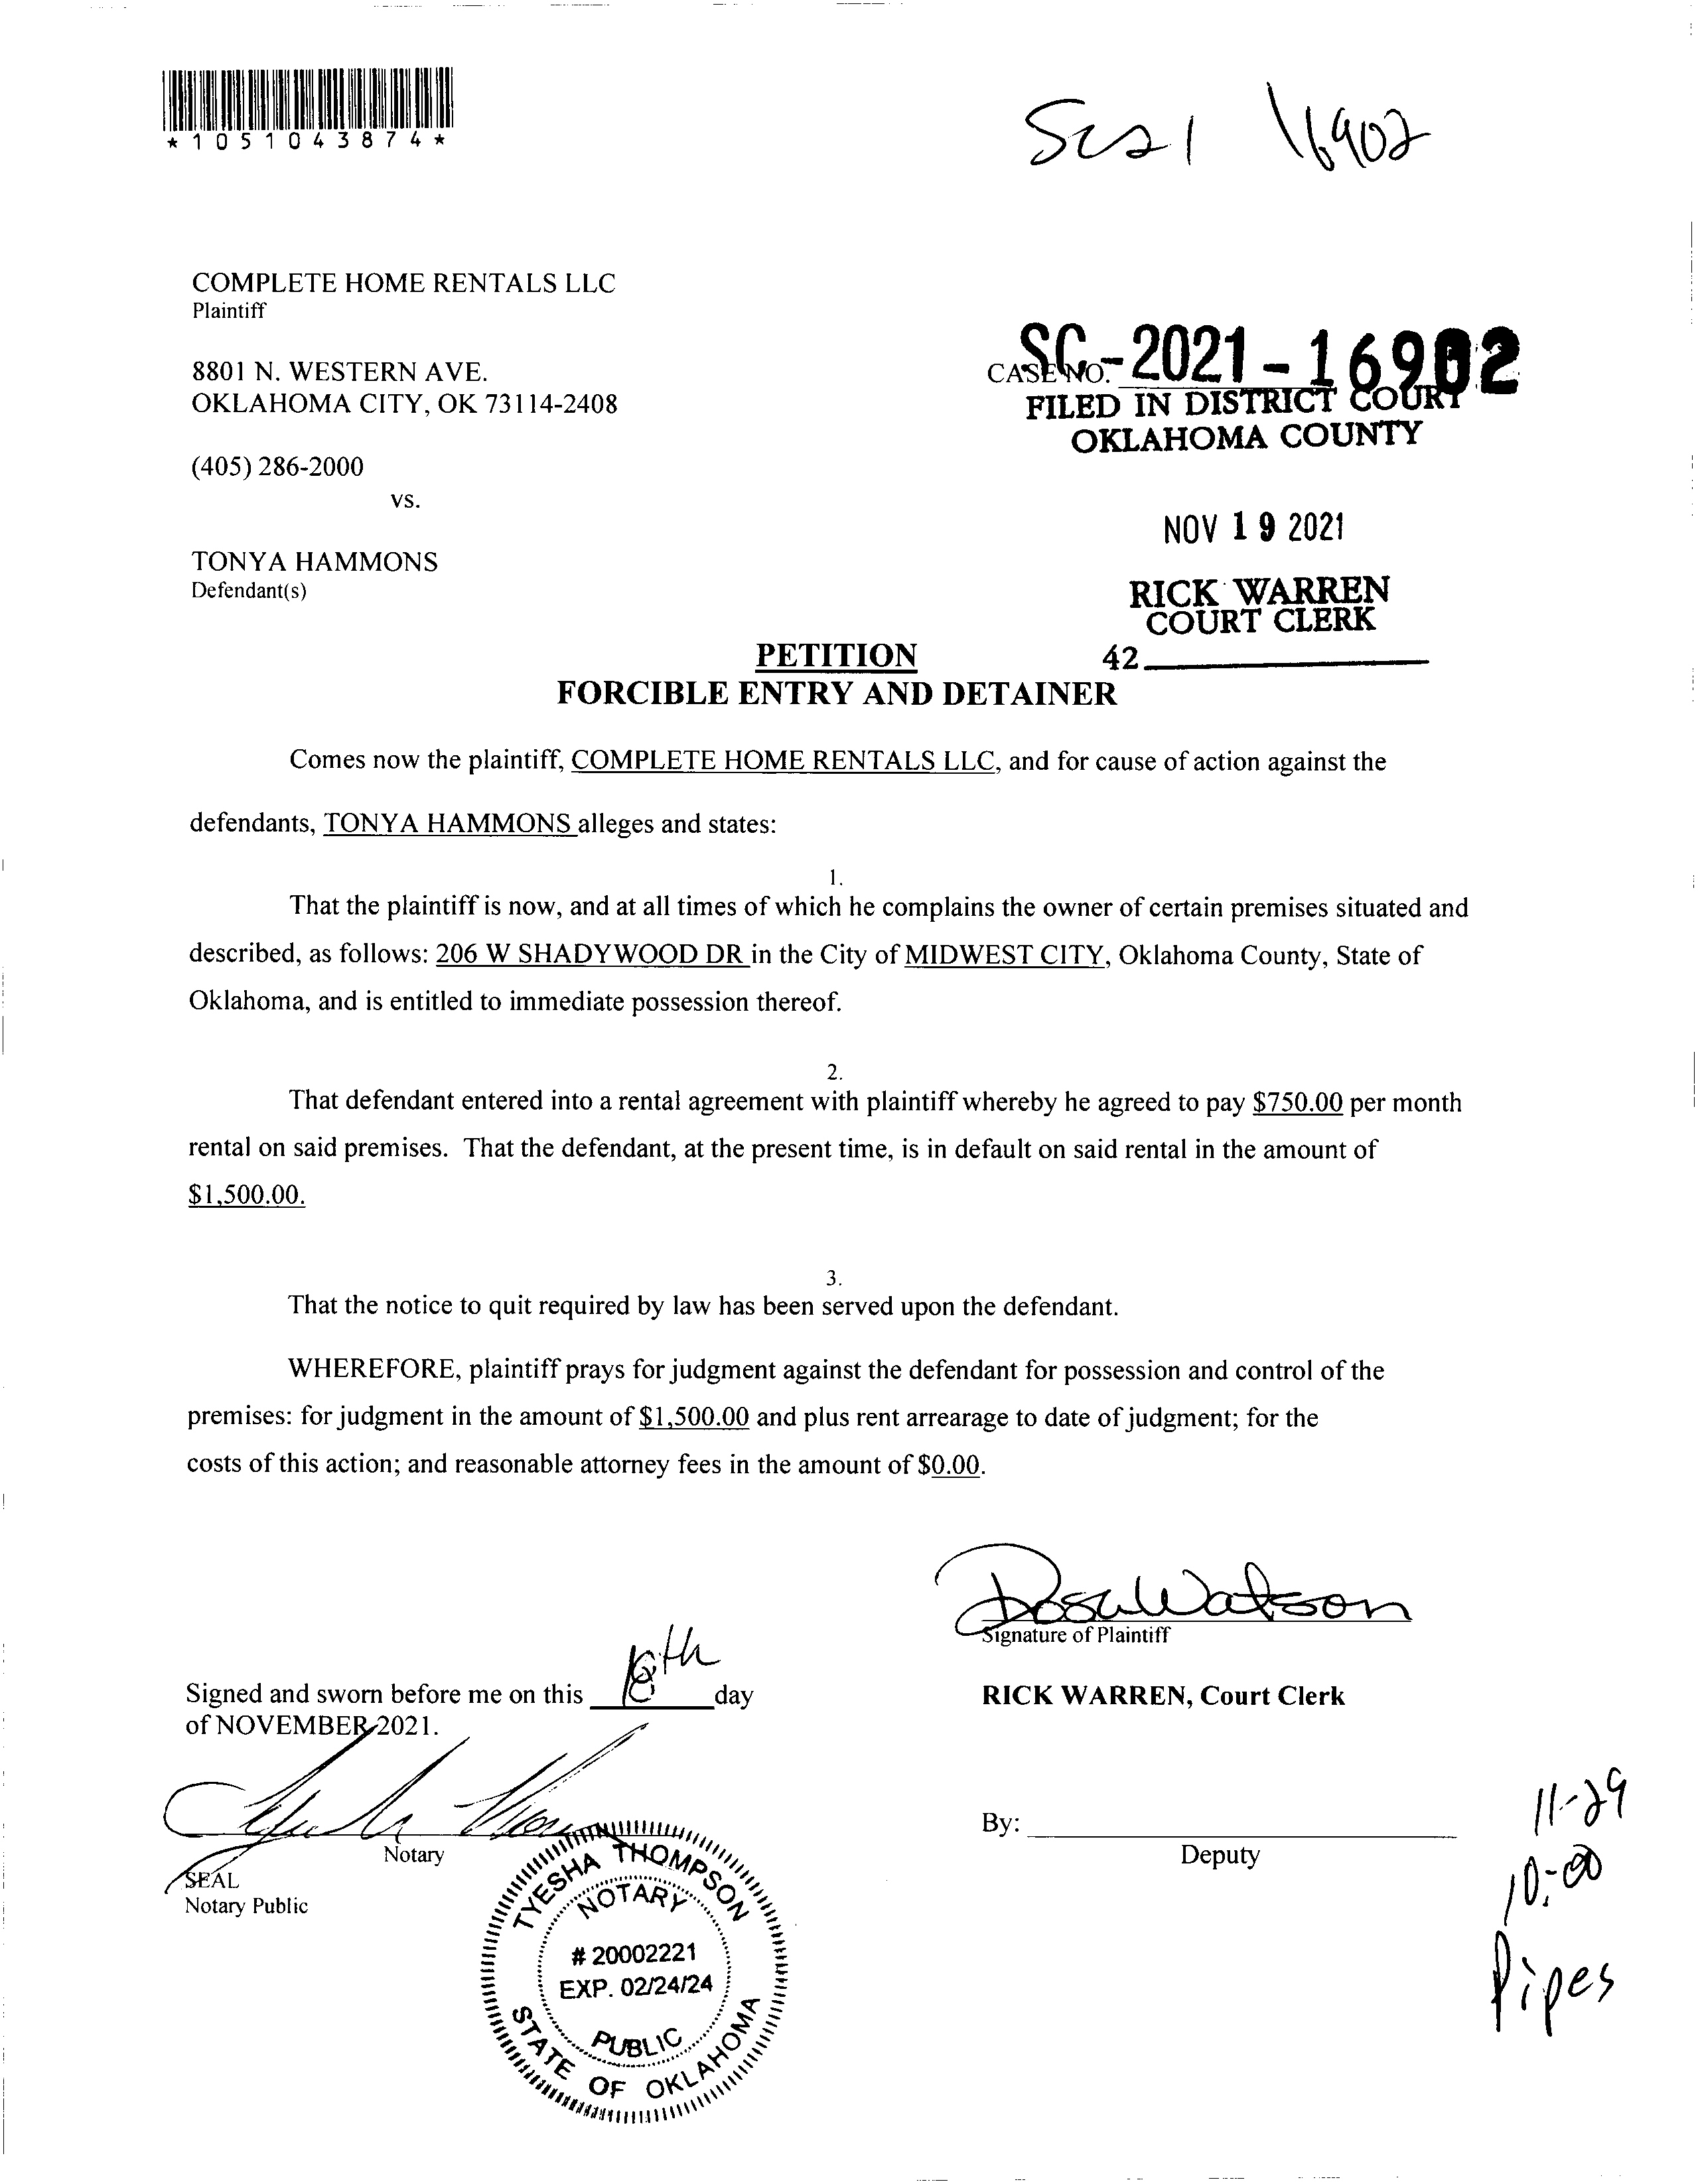 *1051043874*
SC21 16902
COMPLETE HOME RENTALS LLC
Plaintiff
8801 N. WESTERN AVE.
OKLAHOMA CITY, OK 73114-2408
(405) 286-2000
vs.
TONYA HAMMONS
Defendant(s)
CASE NO. SC-2021-16902
FILED IN DISTRICT COURT
OKLAHOMA COUNTY
NOV 19 2021
RICK WARREN
COURT CLERK
42
PETITION
FORCIBLE ENTRY AND DETAINER
Comes now the plaintiff, COMPLETE HOME RENTALS LLC, and for cause of action against the
defendants, TONYA HAMMONS alleges and states:
1.
That the plaintiff is now, and at all times of which he complains the owner of certain premises situated and
described, as follows: 206 W SHADYWOOD DR in the City of MIDWEST CITY, Oklahoma County, State of
Oklahoma, and is entitled to immediate possession thereof.
2.
That defendant entered into a rental agreement with plaintiff whereby he agreed to pay $750.00 per month
rental on said premises. That the defendant, at the present time, is in default on said rental in the amount of
$1,500.00.
3.
That the notice to quit required by law has been served upon the defendant.
WHEREFORE, plaintiff prays for judgment against the defendant for possession and control of the
premises: for judgment in the amount of $1,500.00 and plus rent arrearage to date of judgment; for the
costs of this action; and reasonable attorney fees in the amount of $0.00.
Watson
Signature of Plaintiff
Signed and sworn before me on this 18th day
of NOVEMBER 2021.
RICK WARREN, Court Clerk
Notary
SEAL
Notary Public
By:
Deputy
TYESHA THOMPSON
NOTARY
# 20002221
EXP. 02/24/24
PUBLIC
STATE OF OKLAHOMA
11-29
10:00
Pipes